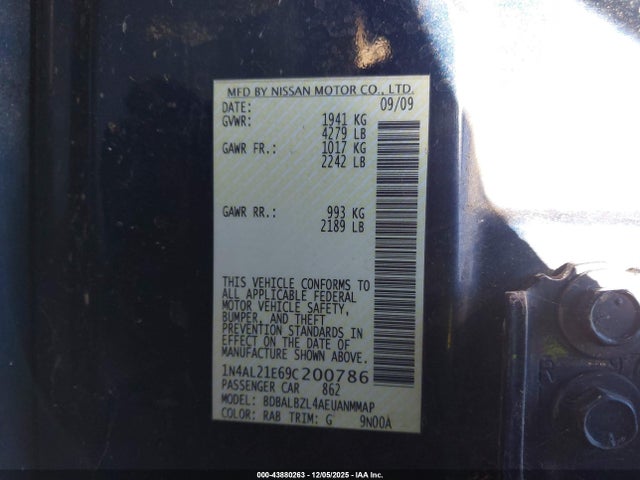 MFD BY NISSAN MOTOR CO., LTD.
DATE: 09/09
GVWR: 1941 KG
4279 LB
GAWR FR.: 1017 KG
2242 LB
GAWR RR.: 993 KG
2189 LB
THIS VEHICLE CONFORMS TO
ALL APPLICABLE FEDERAL
MOTOR VEHICLE SAFETY,
BUMPER, AND THEFT
PREVENTION STANDARDS IN
EFFECT ON THE DATE OF
MANUFACTURE SHOWN ABOVE.
1N4AL21E69C200786
PASSENGER CAR 862
MODEL: BDBALBZL4AEUANMMAP
COLOR: RAB TRIM: G 9N00A
000-43880263 - 12/05/2025 - IAA Inc.